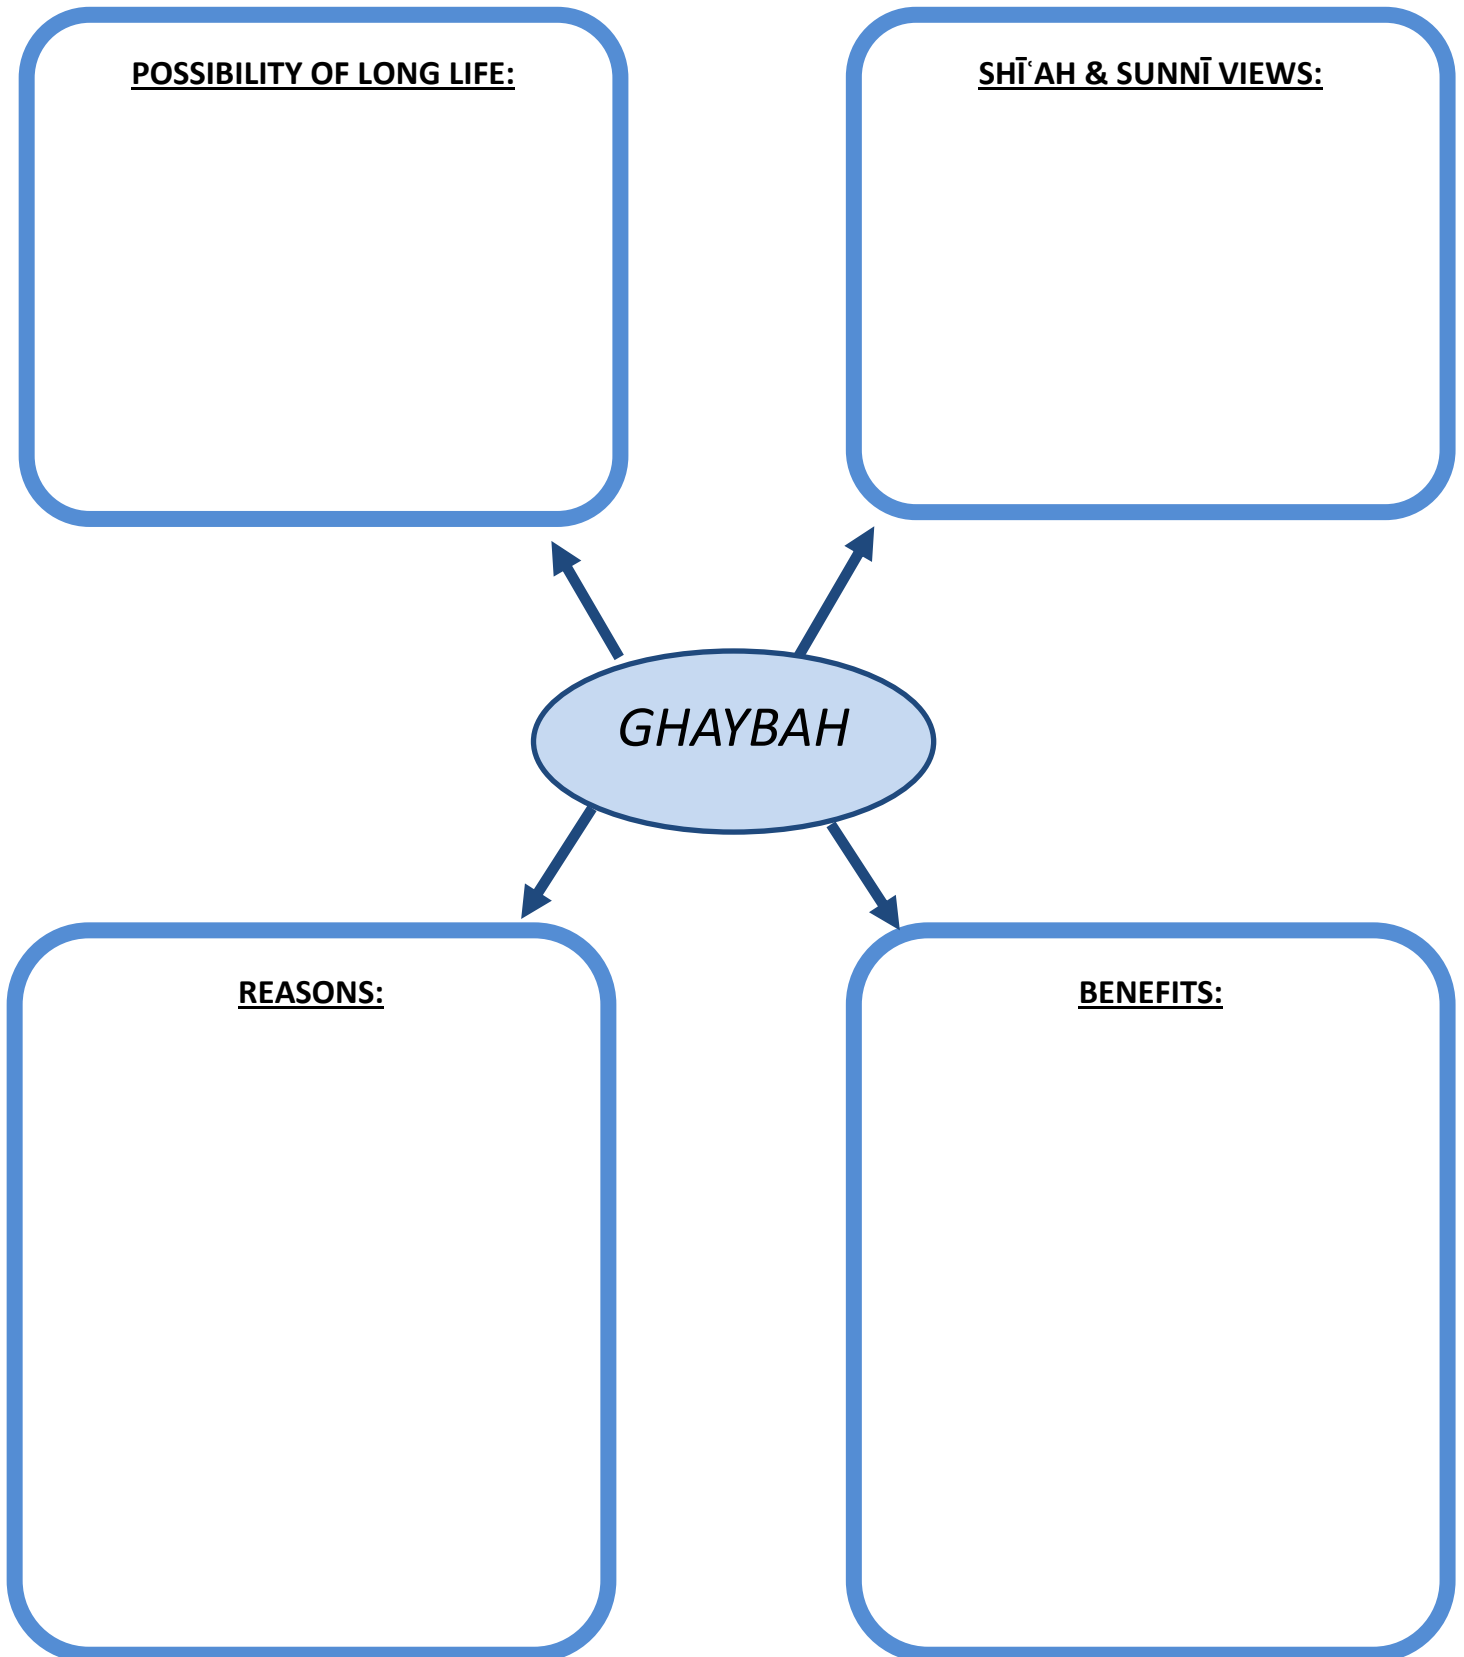 POSSIBILITY OF LONG LIFE:
SHĪʿAH & SUNNĪ VIEWS:
GHAYBAH
REASONS:
BENEFITS: